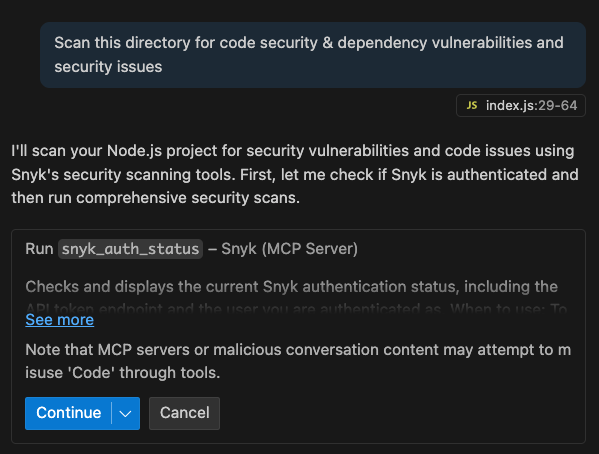 Scan this directory for code security & dependency vulnerabilities and
security issues
JS index.js:29-64
I'll scan your Node.js project for security vulnerabilities and code issues using
Snyk's security scanning tools. First, let me check if Snyk is authenticated and
then run comprehensive security scans.
Run snyk_auth_status – Snyk (MCP Server)
Checks and displays the current Snyk authentication status, including the
API token endpoint and the user you are authenticated as. When to use: To
See more
Note that MCP servers or malicious conversation content may attempt to m
isuse 'Code' through tools.
Continue
Cancel